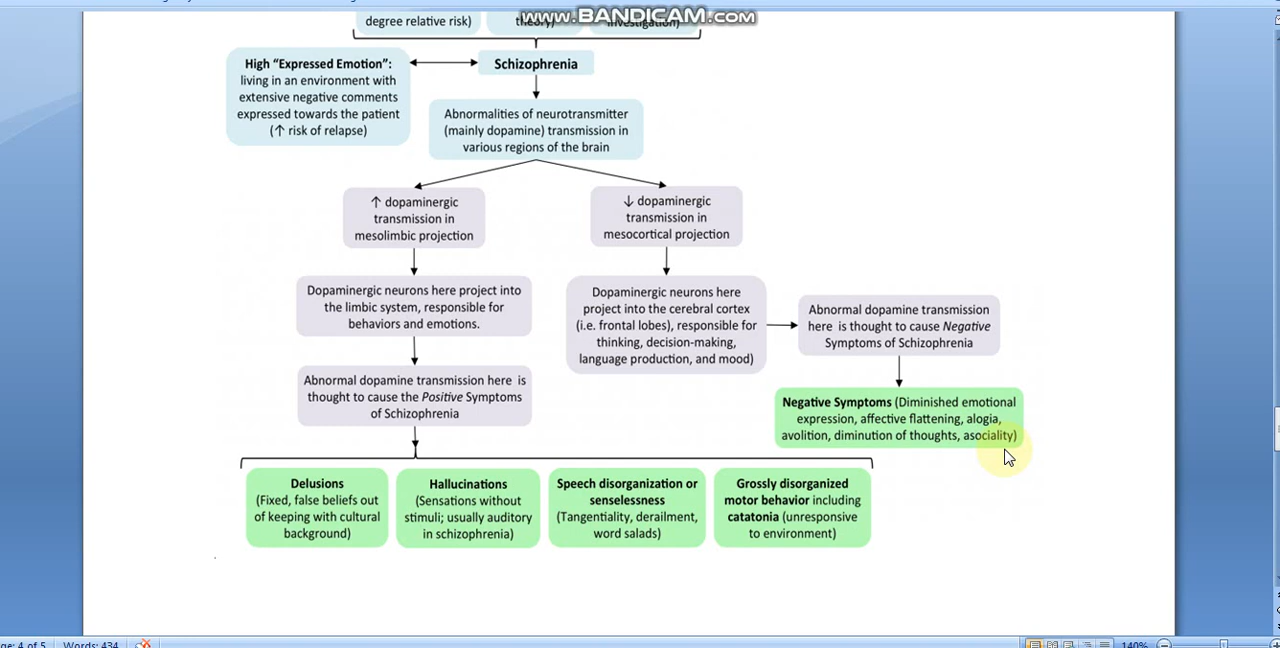 www.BANDICAM.com
degree relative risk)
theory)
investigation)
High “Expressed Emotion”:
living in an environment with
extensive negative comments
expressed towards the patient
(↑ risk of relapse)
Schizophrenia
Abnormalities of neurotransmitter
(mainly dopamine) transmission in
various regions of the brain
↑ dopaminergic
transmission in
mesolimbic projection
↓ dopaminergic
transmission in
mesocortical projection
Dopaminergic neurons here project into
the limbic system, responsible for
behaviors and emotions.
Dopaminergic neurons here
project into the cerebral cortex
(i.e. frontal lobes), responsible for
thinking, decision-making,
language production, and mood)
Abnormal dopamine transmission
here is thought to cause Negative
Symptoms of Schizophrenia
Abnormal dopamine transmission here is
thought to cause the Positive Symptoms
of Schizophrenia
Negative Symptoms (Diminished emotional
expression, affective flattening, alogia,
avolition, diminution of thoughts, asociality)
Delusions
(Fixed, false beliefs out
of keeping with cultural
background)
Hallucinations
(Sensations without
stimuli; usually auditory
in schizophrenia)
Speech disorganization or
senselessness
(Tangentiality, derailment,
word salads)
Grossly disorganized
motor behavior including
catatonia (unresponsive
to environment)
ge: 4 of 5
Words: 434
140%